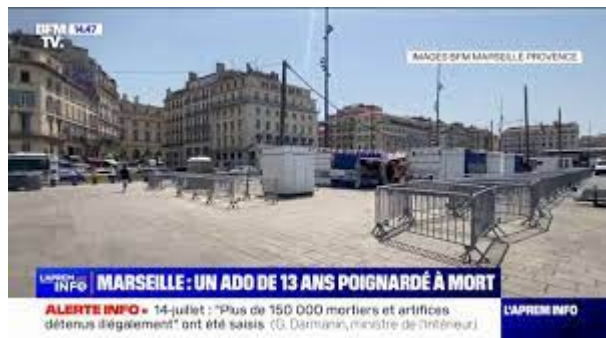 BFM 14:47
TV.
IMAGES BFM MARSEILLE PROVENCE
L'APREM INFO
MARSEILLE : UN ADO DE 13 ANS POIGNARDÉ À MORT
ALERTE INFO 14-juillet : "Plus de 150 000 mortiers et artifices
détenus illégalement" ont été saisis (G. Darmanin, ministre de l'Intérieur)
L'APREM INFO